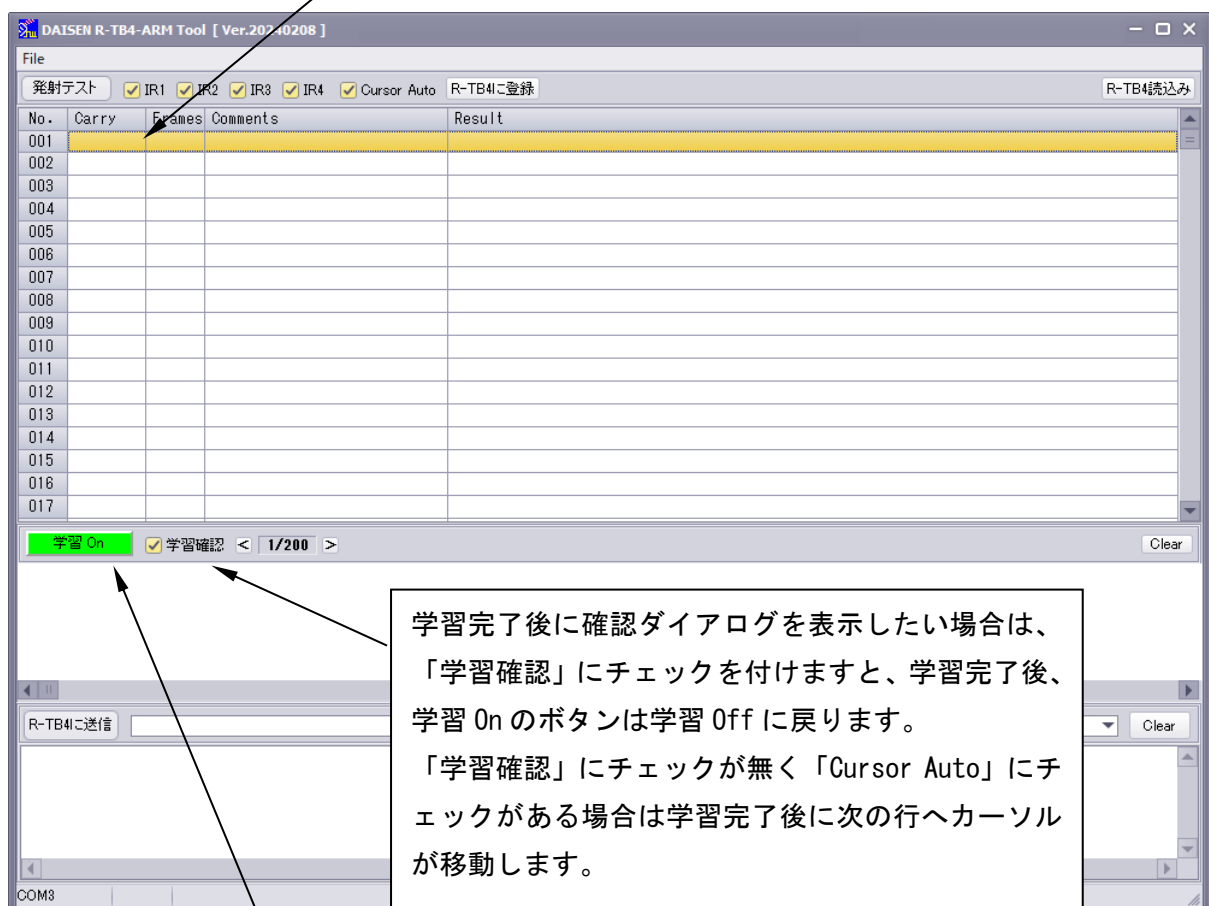 DAISEN R-TB4-ARM Tool [ Ver.20240208 ]
File
発射テスト IR1 IR2 IR3 IR4 Cursor Auto R-TB4に登録 R-TB4読込み
No. Carry Frames Comments Result
001
002
003
004
005
006
007
008
009
010
011
012
013
014
015
016
017
学習 On 学習確認 < 1/200 > Clear
学習完了後に確認ダイアログを表示したい場合は、
「学習確認」にチェックを付けますと、学習完了後、
学習 On のボタンは学習 Off に戻ります。
「学習確認」にチェックが無く「Cursor Auto」にチ
ェックがある場合は学習完了後に次の行へカーソル
が移動します。
R-TB4に送信 Clear
COM3